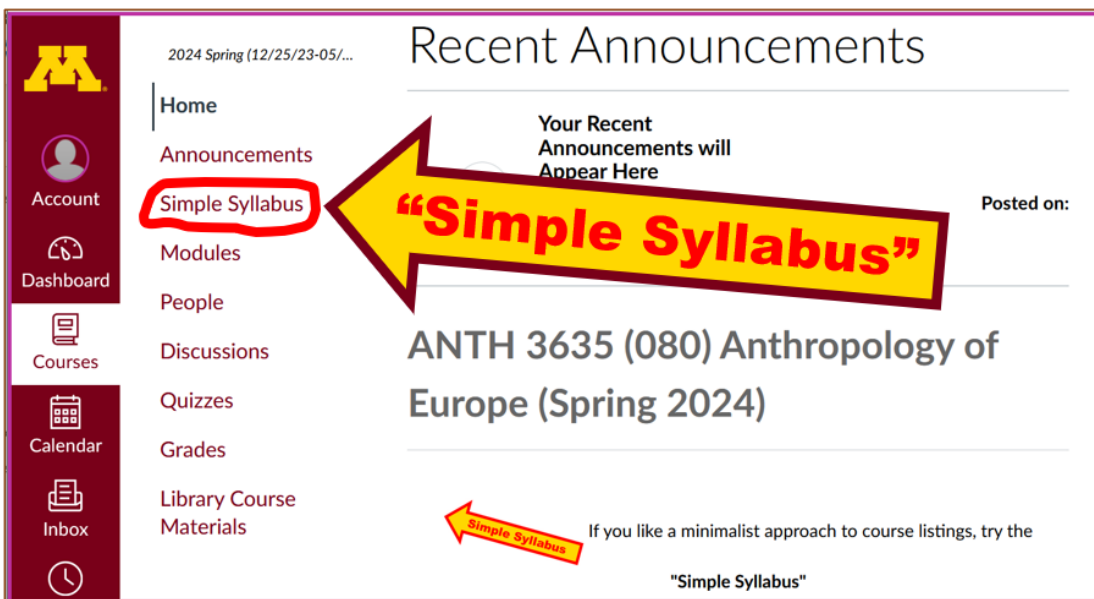 Account
Dashboard
Courses
Calendar
Inbox
2024 Spring (12/25/23-05/...
Home
Announcements
Simple Syllabus
Modules
People
Discussions
Quizzes
Grades
Library Course
Materials
Recent Announcements
Your Recent
Announcements will
Appear Here
Posted on:
“Simple Syllabus”
ANTH 3635 (080) Anthropology of
Europe (Spring 2024)
Simple Syllabus
If you like a minimalist approach to course listings, try the
"Simple Syllabus"